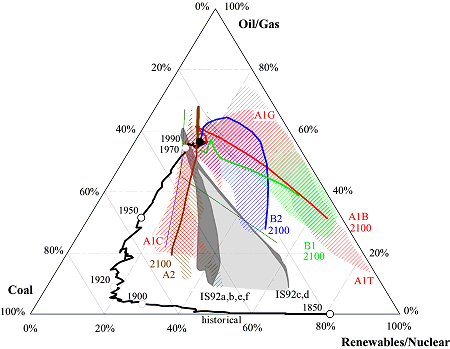 0% 100%
Oil/Gas
20% 80%
A1G
40% 60%
1990
1970
60% 40%
1950
A1B
2100
B2
2100
B1
2100
A1C
80% 20%
2100
A2
A1T
1920
Coal
IS92a,b,e,f IS92c,d
1900 1850
100% historical 0%
0% 20% 40% 60% 80% 100%
Renewables/Nuclear